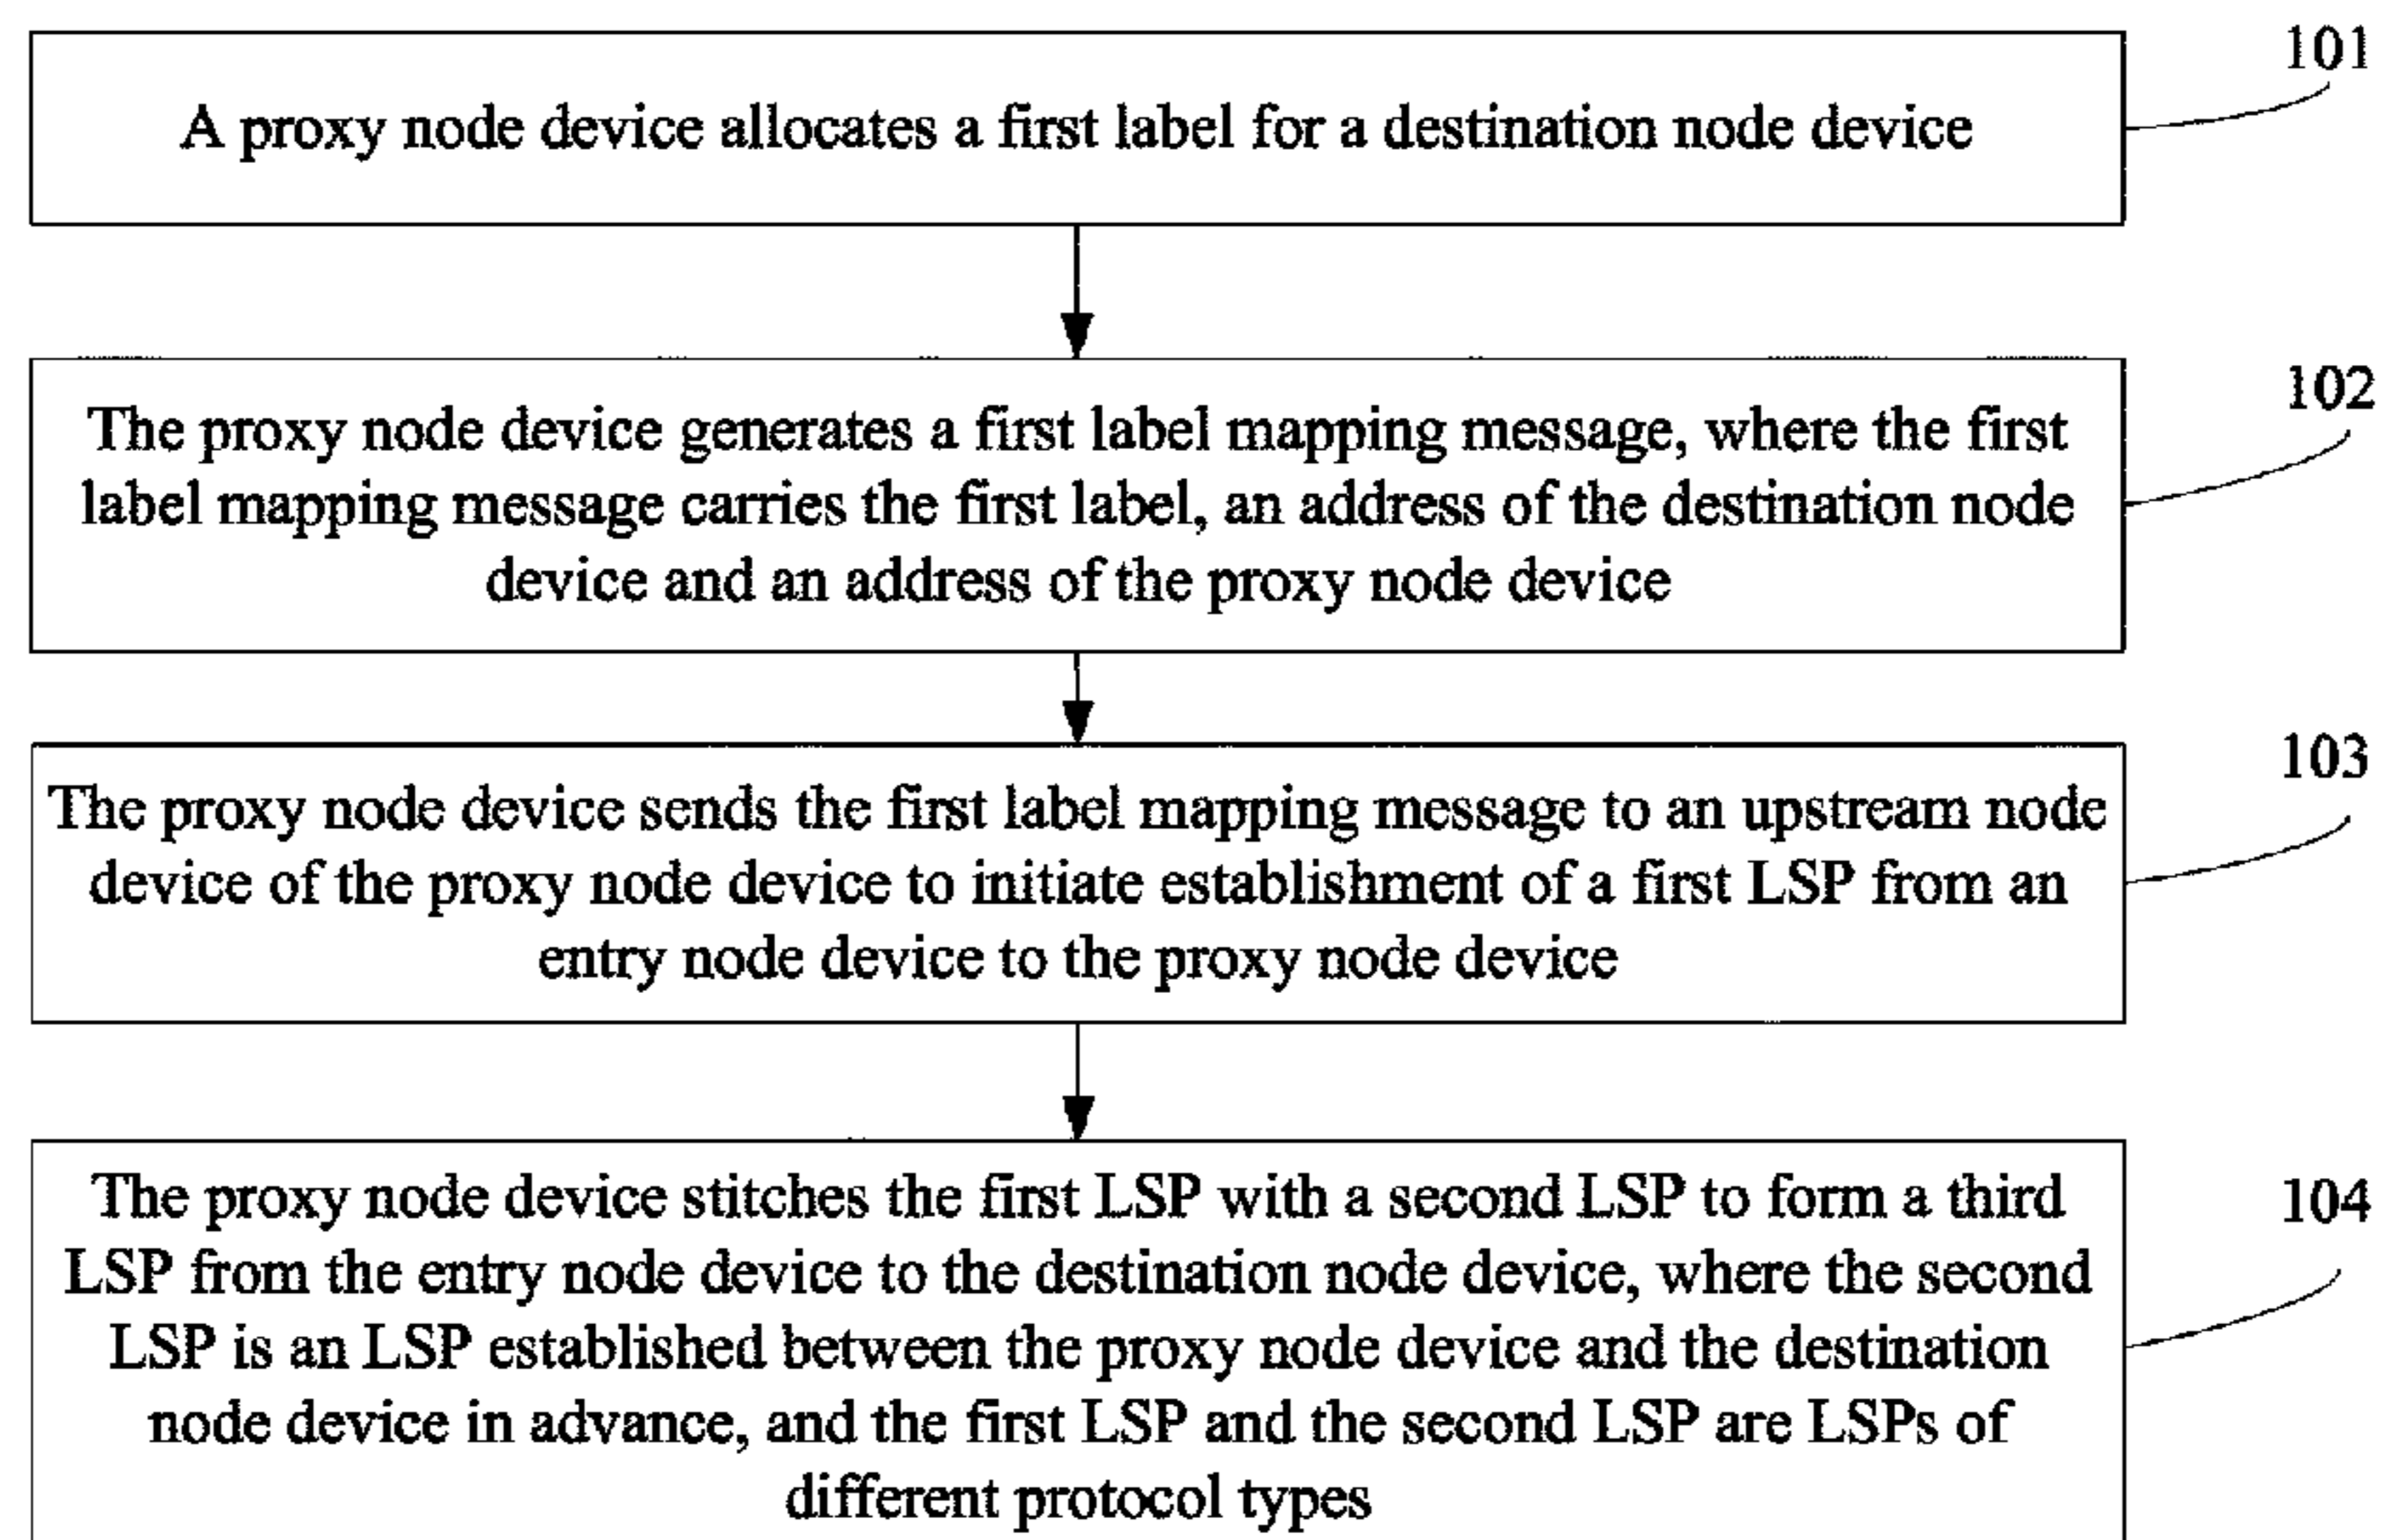 101
A proxy node device allocates a first label for a destination node device
102
The proxy node device generates a first label mapping message, where the first
label mapping message carries the first label, an address of the destination node
device and an address of the proxy node device
103
The proxy node device sends the first label mapping message to an upstream node
device of the proxy node device to initiate establishment of a first LSP from an
entry node device to the proxy node device
104
The proxy node device stitches the first LSP with a second LSP to form a third
LSP from the entry node device to the destination node device, where the second
LSP is an LSP established between the proxy node device and the destination
node device in advance, and the first LSP and the second LSP are LSPs of
different protocol types